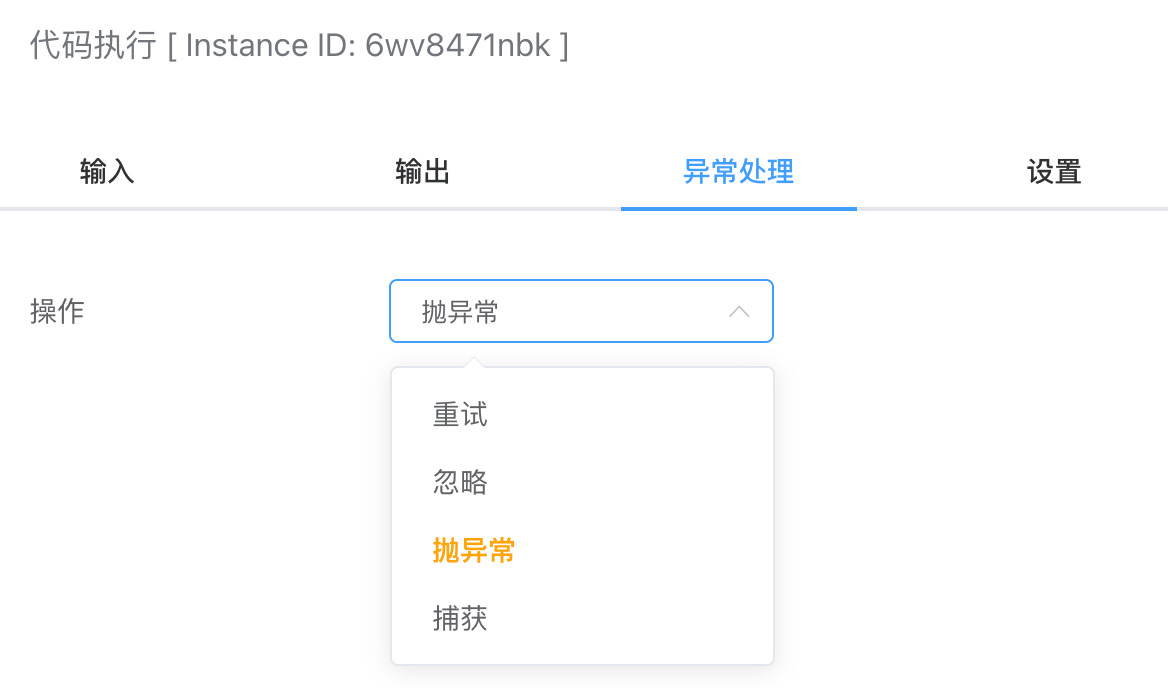 代码执行 [ Instance ID: 6wv8471nbk ]
输入 输出 异常处理 设置
操作 抛异常
重试
忽略
抛异常
捕获